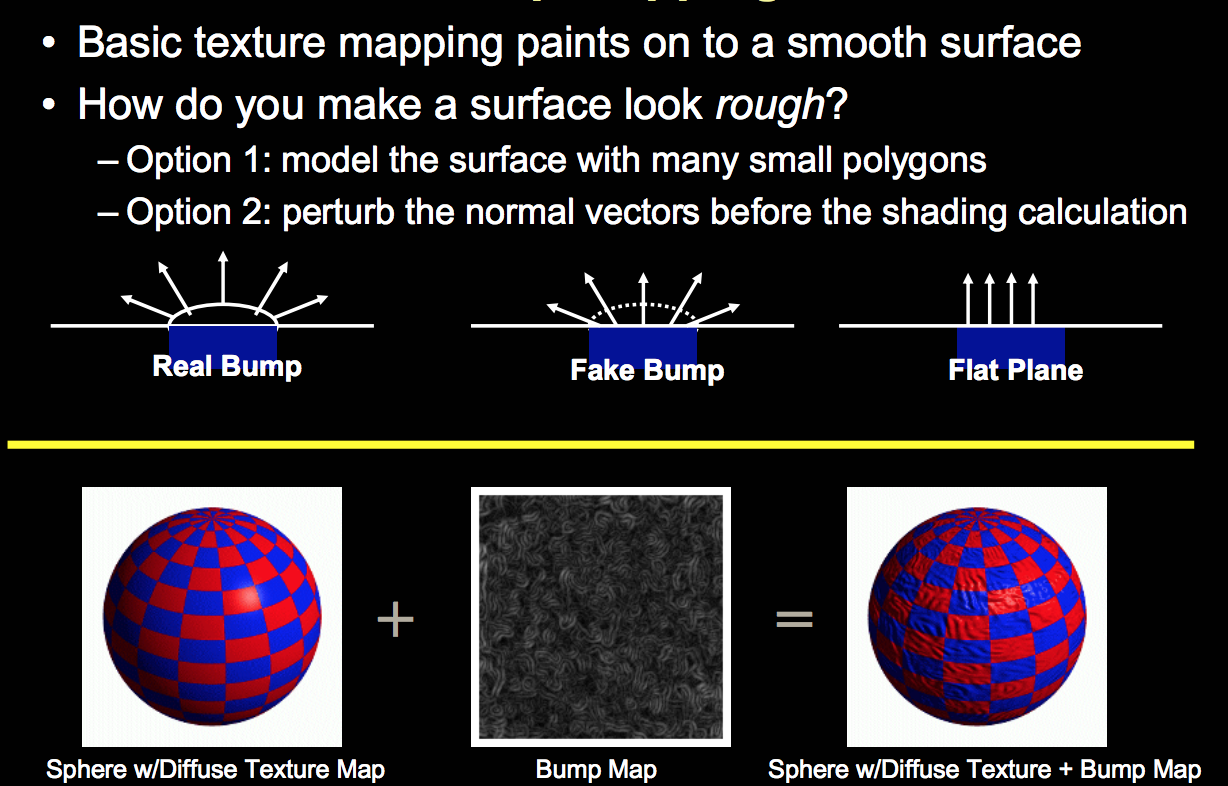 • Basic texture mapping paints on to a smooth surface
• How do you make a surface look rough?
– Option 1: model the surface with many small polygons
– Option 2: perturb the normal vectors before the shading calculation
Real Bump
Fake Bump
Flat Plane
+
=
Sphere w/Diffuse Texture Map
Bump Map
Sphere w/Diffuse Texture + Bump Map